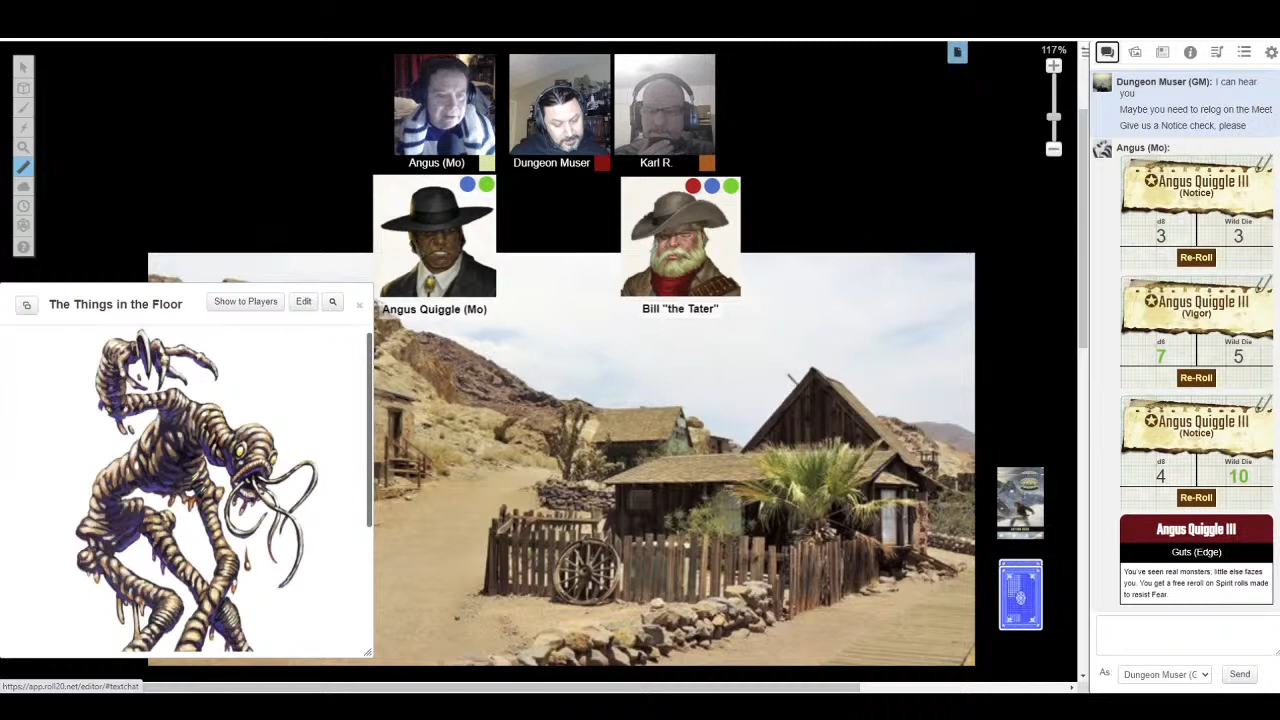 117%
Angus (Mo)
Dungeon Muser
Karl R.
Angus Quiggle (Mo)
Bill "the Tater"
The Things in the Floor
Show to Players
Edit
https://app.roll20.net/editor/#textchat
Dungeon Muser (GM): I can hear
you
Maybe you need to relog on the Meet
Give us a Notice check, please
Angus (Mo):
Angus Quiggle III
(Notice)
d8
Wild Die
3
3
Re-Roll
Angus Quiggle III
(Vigor)
d6
Wild Die
7
5
Re-Roll
Angus Quiggle III
(Notice)
d8
Wild Die
4
10
Re-Roll
Angus Quiggle III
Guts (Edge)
You've seen real monsters; little else fazes
you. You get a free reroll on Spirit rolls made
to resist Fear.
As:
Dungeon Muser (G
Send